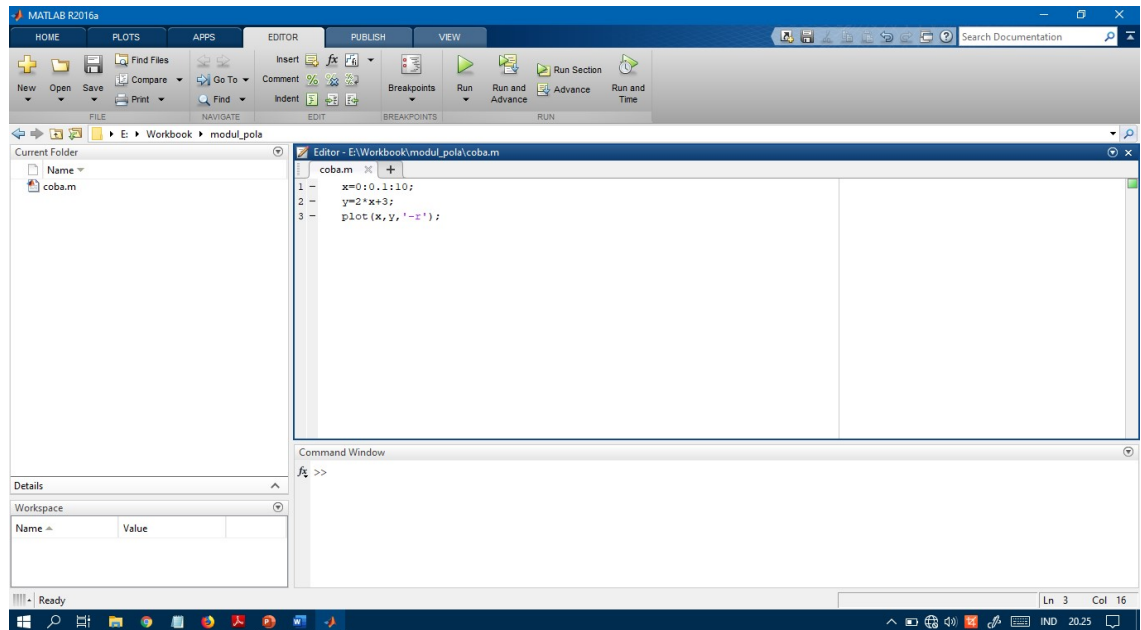 MATLAB R2016a
HOME PLOTS APPS EDITOR PUBLISH VIEW
Search Documentation
New
Open
Save
Find Files
Compare
Print
FILE
Go To
Find
NAVIGATE
Insert fx
Comment %
Indent
EDIT
Breakpoints
BREAKPOINTS
Run
Run and
Advance
Run Section
Advance
Run and
Time
RUN
E: Workbook modul_pola
Current Folder
Name
coba.m
Details
Workspace
Name Value
Editor - E:\Workbook\modul_pola\coba.m
coba.m × +
1 - x=0:0.1:10;
2 - y=2*x+3;
3 - plot(x,y,'-r');
Command Window
fx >>
Ready
Ln 3 Col 16
IND 20.25